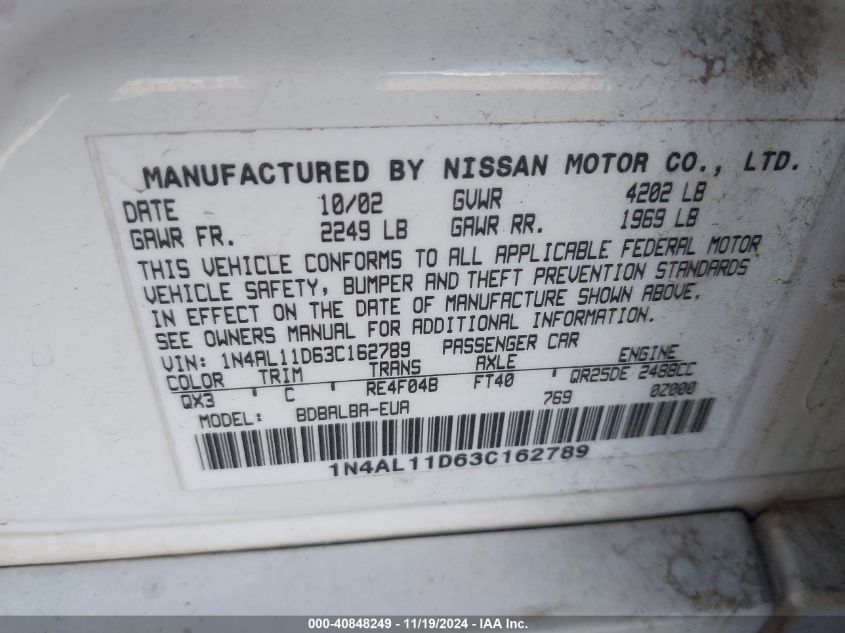 MANUFACTURED BY NISSAN MOTOR CO., LTD.
DATE 10/02 GVWR 4202 LB
GAWR FR. 2249 LB GAWR RR. 1969 LB
THIS VEHICLE CONFORMS TO ALL APPLICABLE FEDERAL MOTOR
VEHICLE SAFETY, BUMPER AND THEFT PREVENTION STANDARDS
IN EFFECT ON THE DATE OF MANUFACTURE SHOWN ABOVE.
SEE OWNERS MANUAL FOR ADDITIONAL INFORMATION.
VIN: 1N4AL11D63C162789 PASSENGER CAR
COLOR TRIM TRANS AXLE ENGINE
QX3 C RE4F04B FT40 QR25DE 2488CC
MODEL: BDBALBA-EUA 769 0Z000
1N4AL11D63C162789
000-40848249 - 11/19/2024 - IAA Inc.